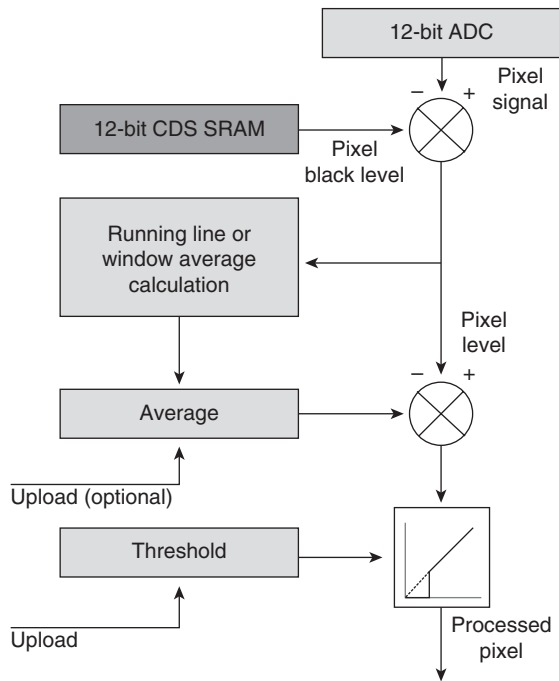 12-bit ADC
Pixel
signal
− +
12-bit CDS SRAM
Pixel
black level
Running line or
window average
calculation
Pixel
level
− +
Average
Upload (optional)
Threshold
Upload
Processed
pixel